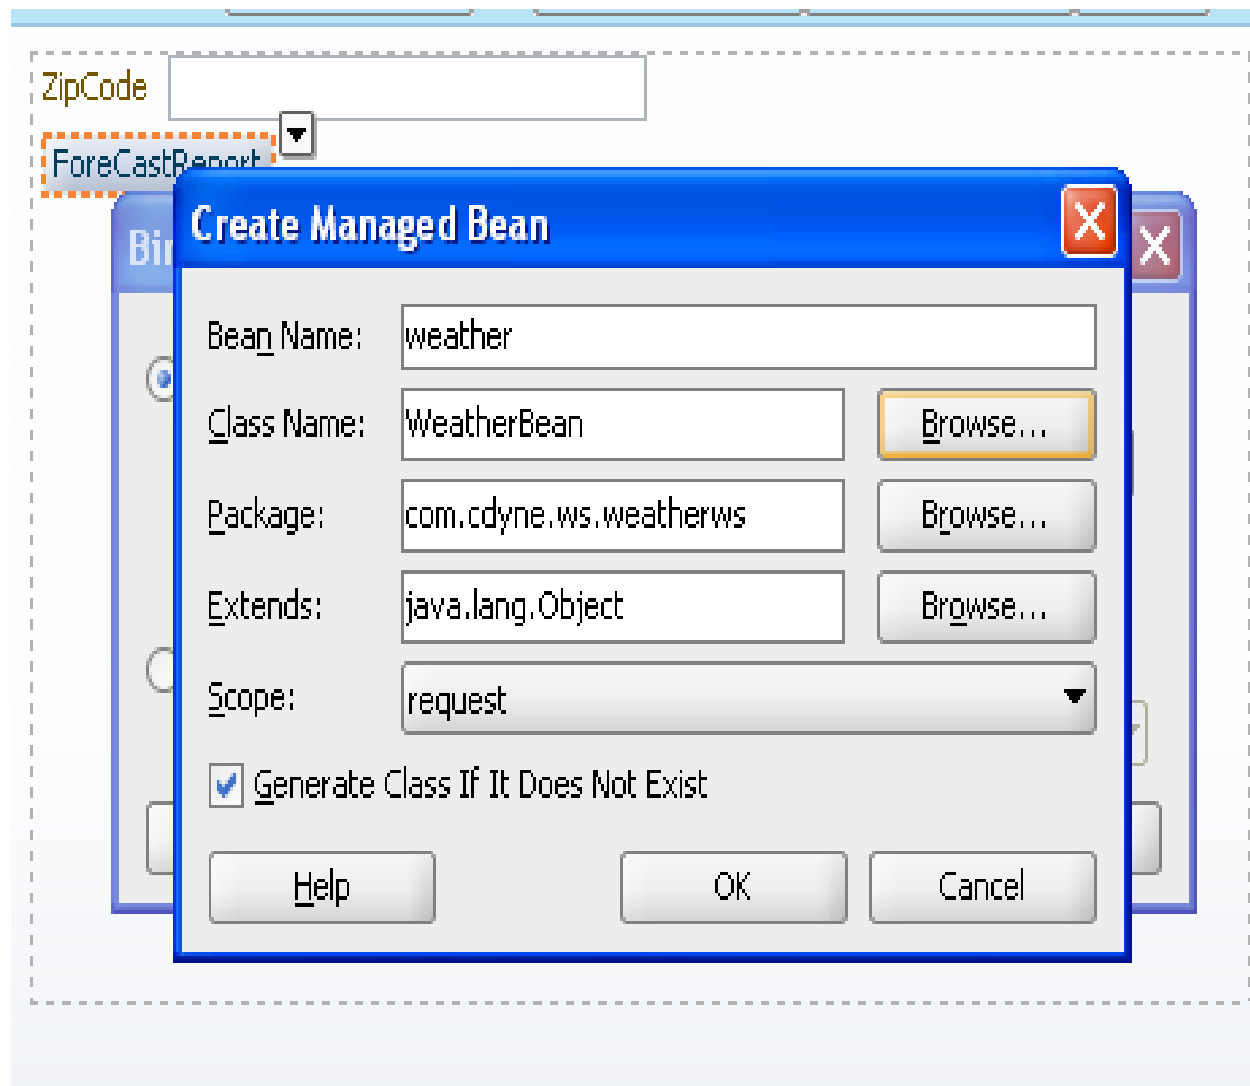 ZipCode
ForeCastReport
Bin
Create Managed Bean
Bean Name: weather
Class Name: WeatherBean Browse...
Package: com.cdyne.ws.weatherws Browse...
Extends: java.lang.Object Browse...
Scope: request
Generate Class If It Does Not Exist
Help OK Cancel